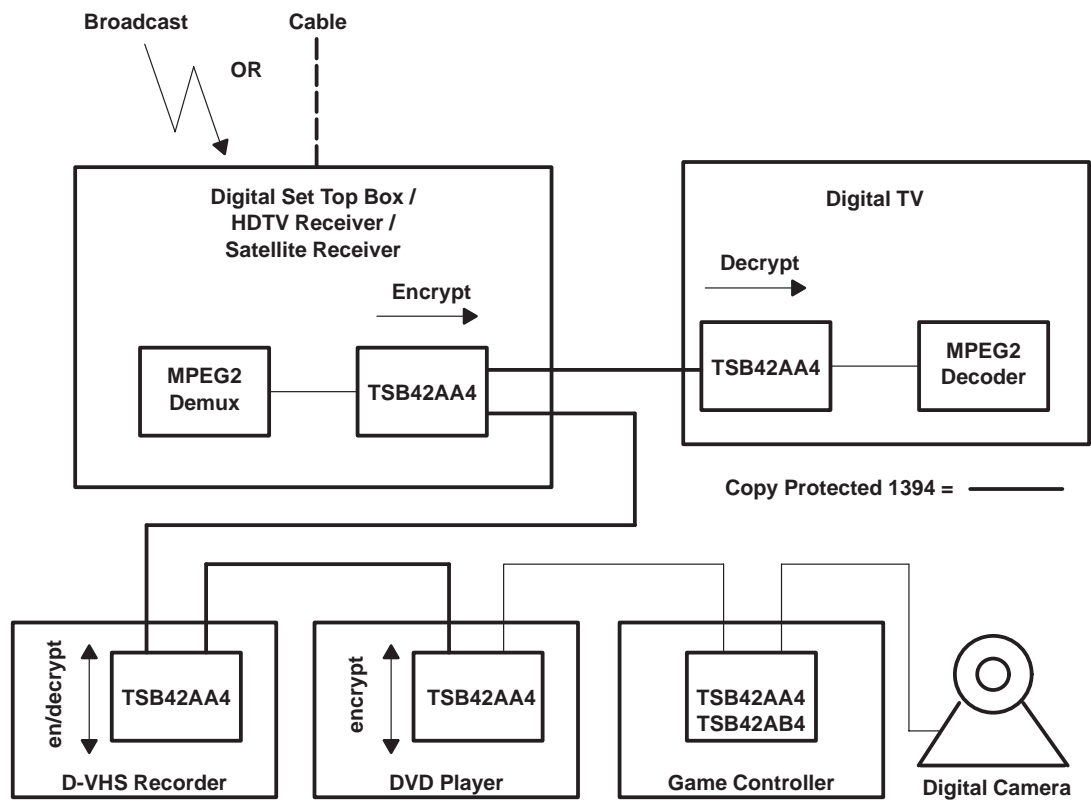 Broadcast
Cable
OR
Digital Set Top Box /
HDTV Receiver /
Satellite Receiver
Encrypt
MPEG2
Demux
TSB42AA4
Digital TV
Decrypt
TSB42AA4
MPEG2
Decoder
Copy Protected 1394 =
en/decrypt
TSB42AA4
D-VHS Recorder
encrypt
TSB42AA4
DVD Player
TSB42AA4
TSB42AB4
Game Controller
Digital Camera